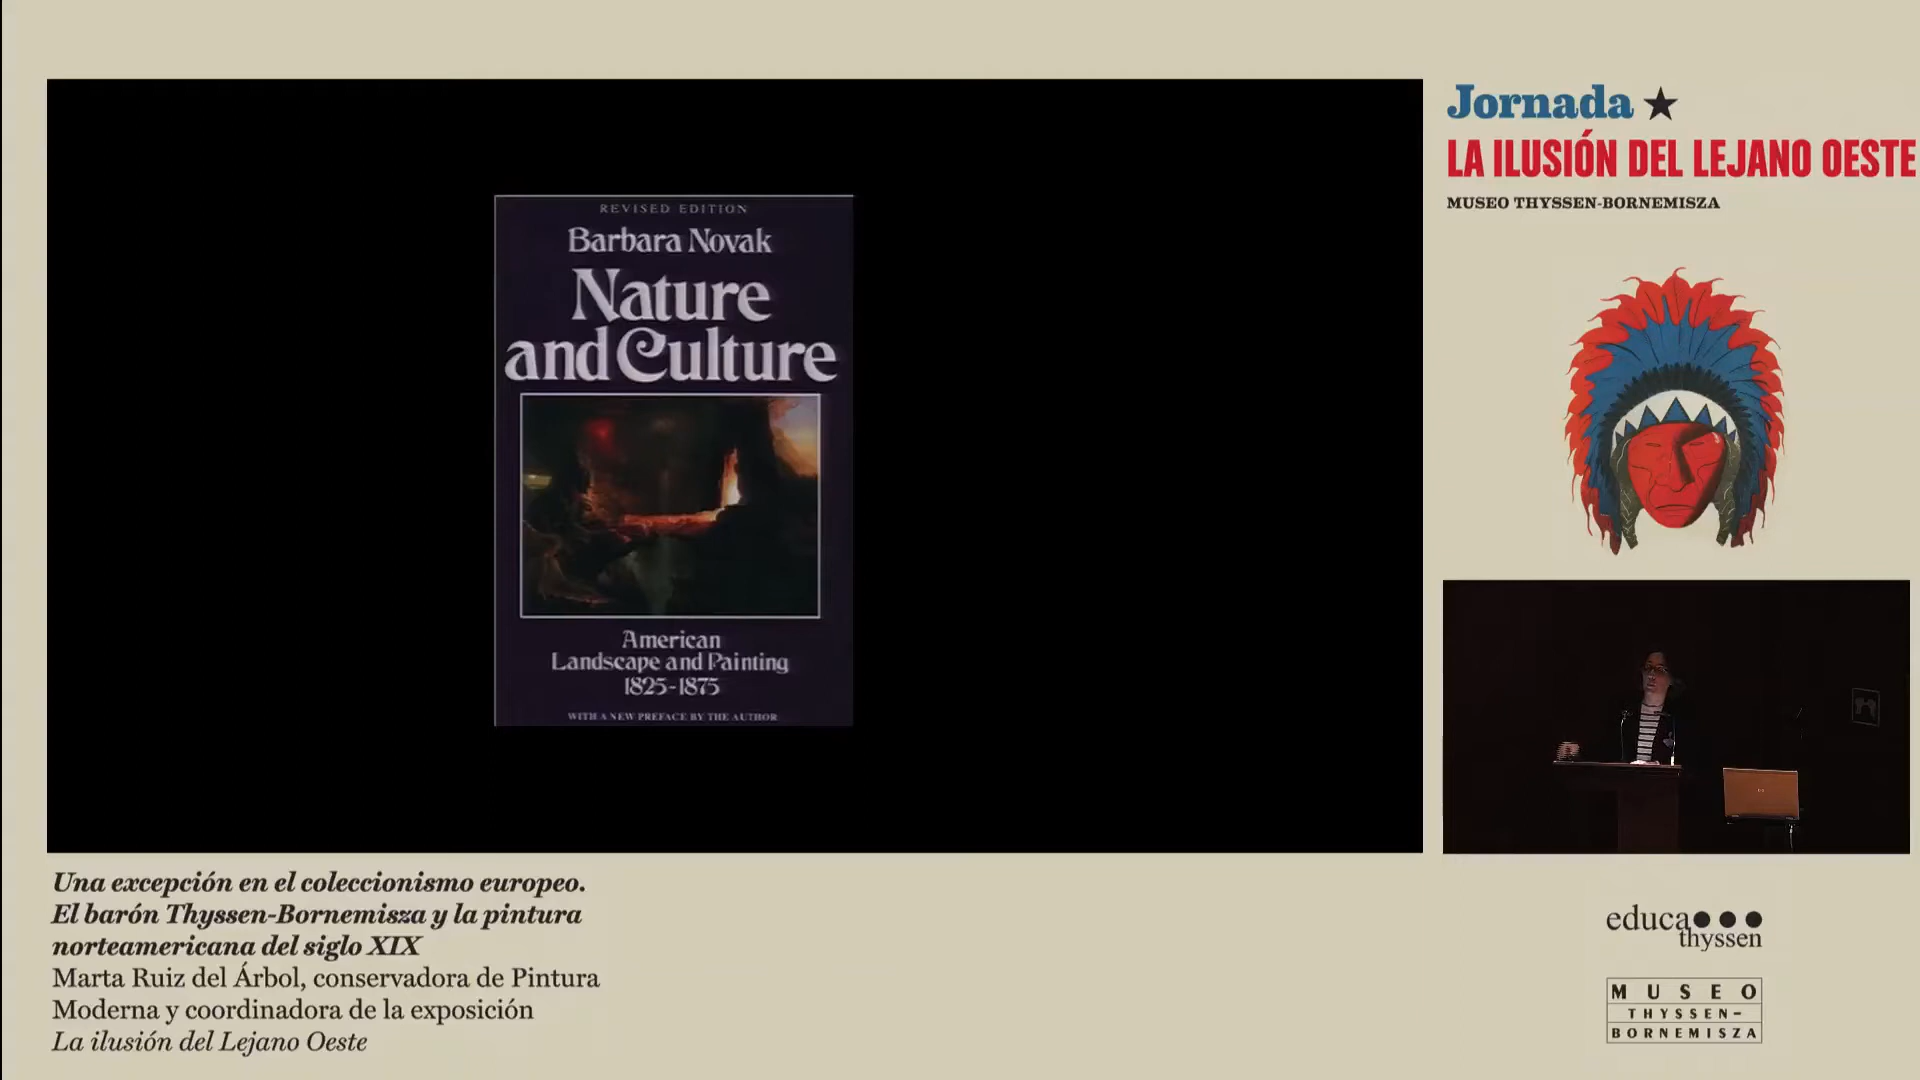 REVISED EDITION
Barbara Novak
Nature
and Culture
American
Landscape and Painting
1825-1875
WITH A NEW PREFACE BY THE AUTHOR
Jornada
LA ILUSIÓN DEL LEJANO OESTE
MUSEO THYSSEN-BORNEMISZA
Una excepción en el coleccionismo europeo.
El barón Thyssen-Bornemisza y la pintura
norteamericana del siglo XIX
Marta Ruiz del Árbol, conservadora de Pintura
Moderna y coordinadora de la exposición
La ilusión del Lejano Oeste
educa
thyssen
MUSEO
THYSSEN-
BORNEMISZA